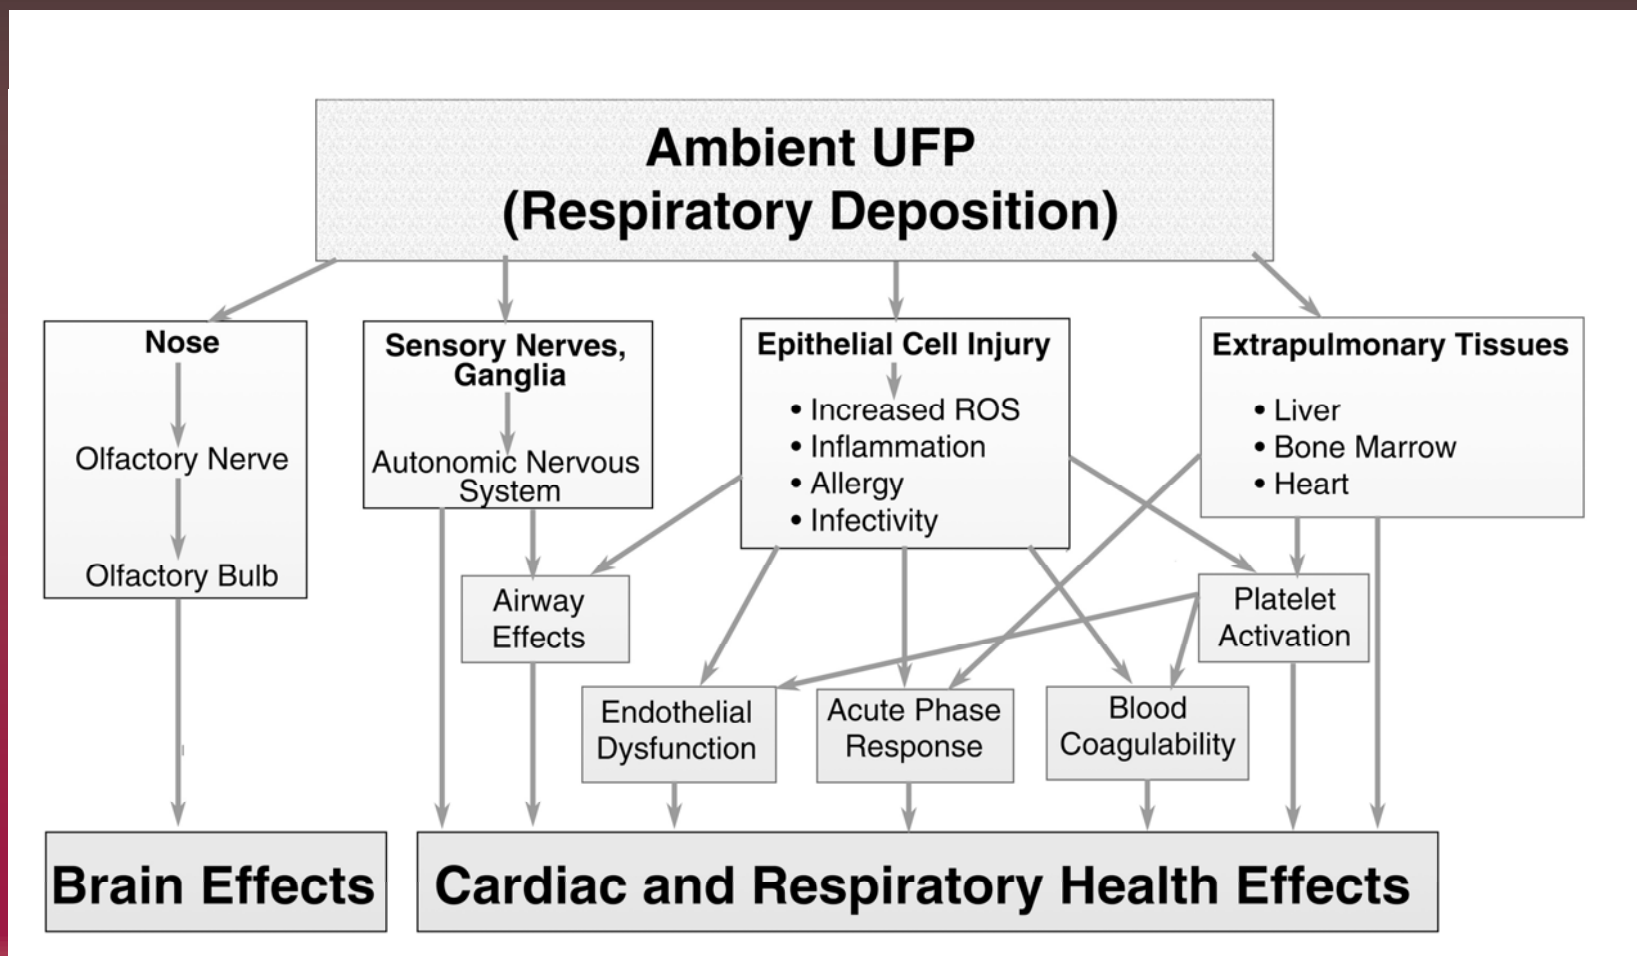 Ambient UFP
(Respiratory Deposition)
Nose
Olfactory Nerve
Olfactory Bulb
Sensory Nerves,
Ganglia
Autonomic Nervous
System
Epithelial Cell Injury
• Increased ROS
• Inflammation
• Allergy
• Infectivity
Extrapulmonary Tissues
• Liver
• Bone Marrow
• Heart
Airway
Effects
Platelet
Activation
Endothelial
Dysfunction
Acute Phase
Response
Blood
Coagulability
Brain Effects
Cardiac and Respiratory Health Effects